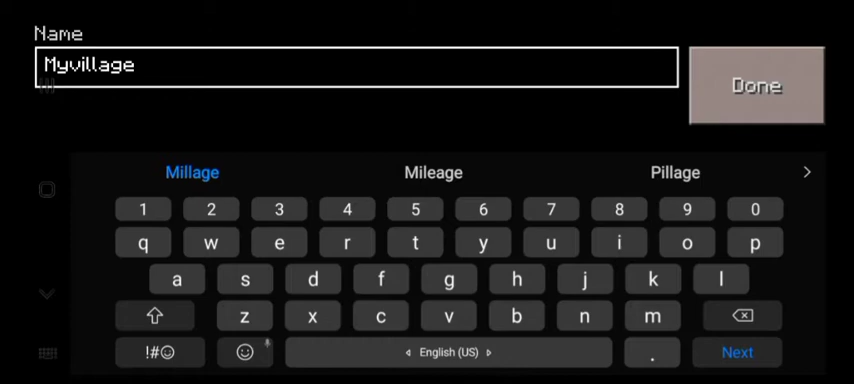 Name
Myvillage
Done
Millage Mileage Pillage
1 2 3 4 5 6 7 8 9 0
q w e r t y u i o p
a s d f g h j k l
z x c v b n m
!#☺ English (US) . Next